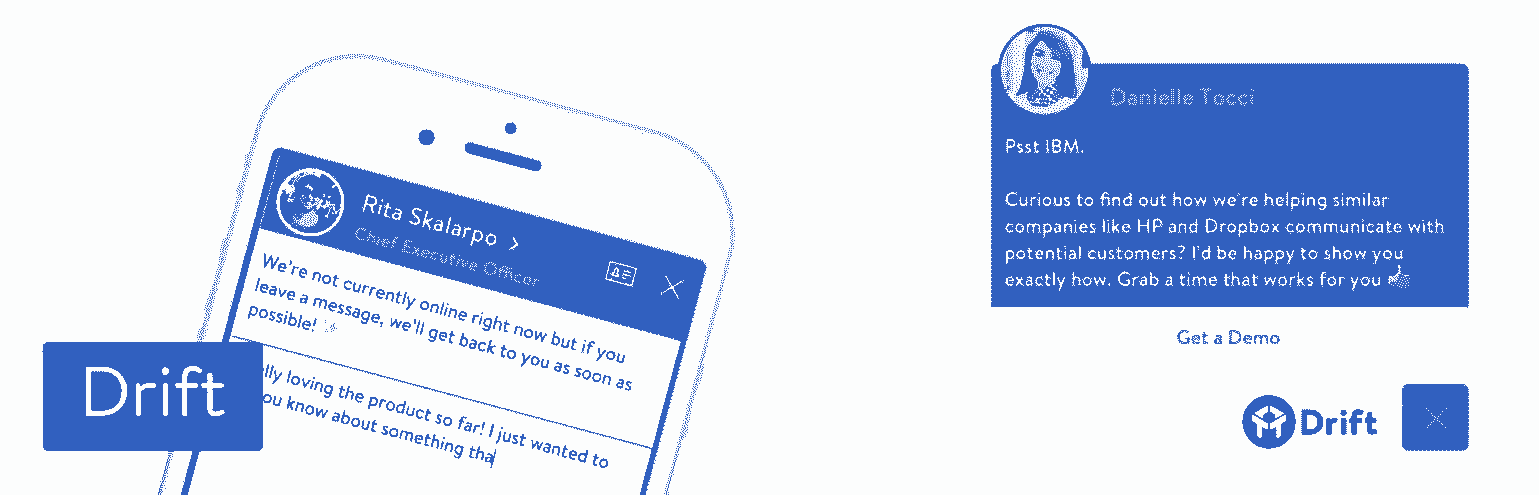 Rita Skalarpo
Chief Executive Officer
We're not currently online right now but if you
leave a message, we'll get back to you as soon as
possible!
lly loving the product so far! I just wanted to
ou know about something tha
Drift
Danielle Tocci
Psst IBM.
Curious to find out how we're helping similar
companies like HP and Dropbox communicate with
potential customers? I'd be happy to show you
exactly how. Grab a time that works for you
Get a Demo
Drift